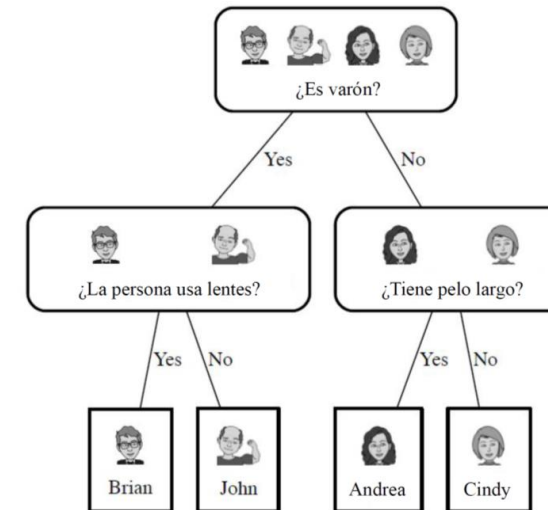 ¿Es varón?
Yes
No
¿La persona usa lentes?
¿Tiene pelo largo?
Yes
No
Yes
No
Brian
John
Andrea
Cindy